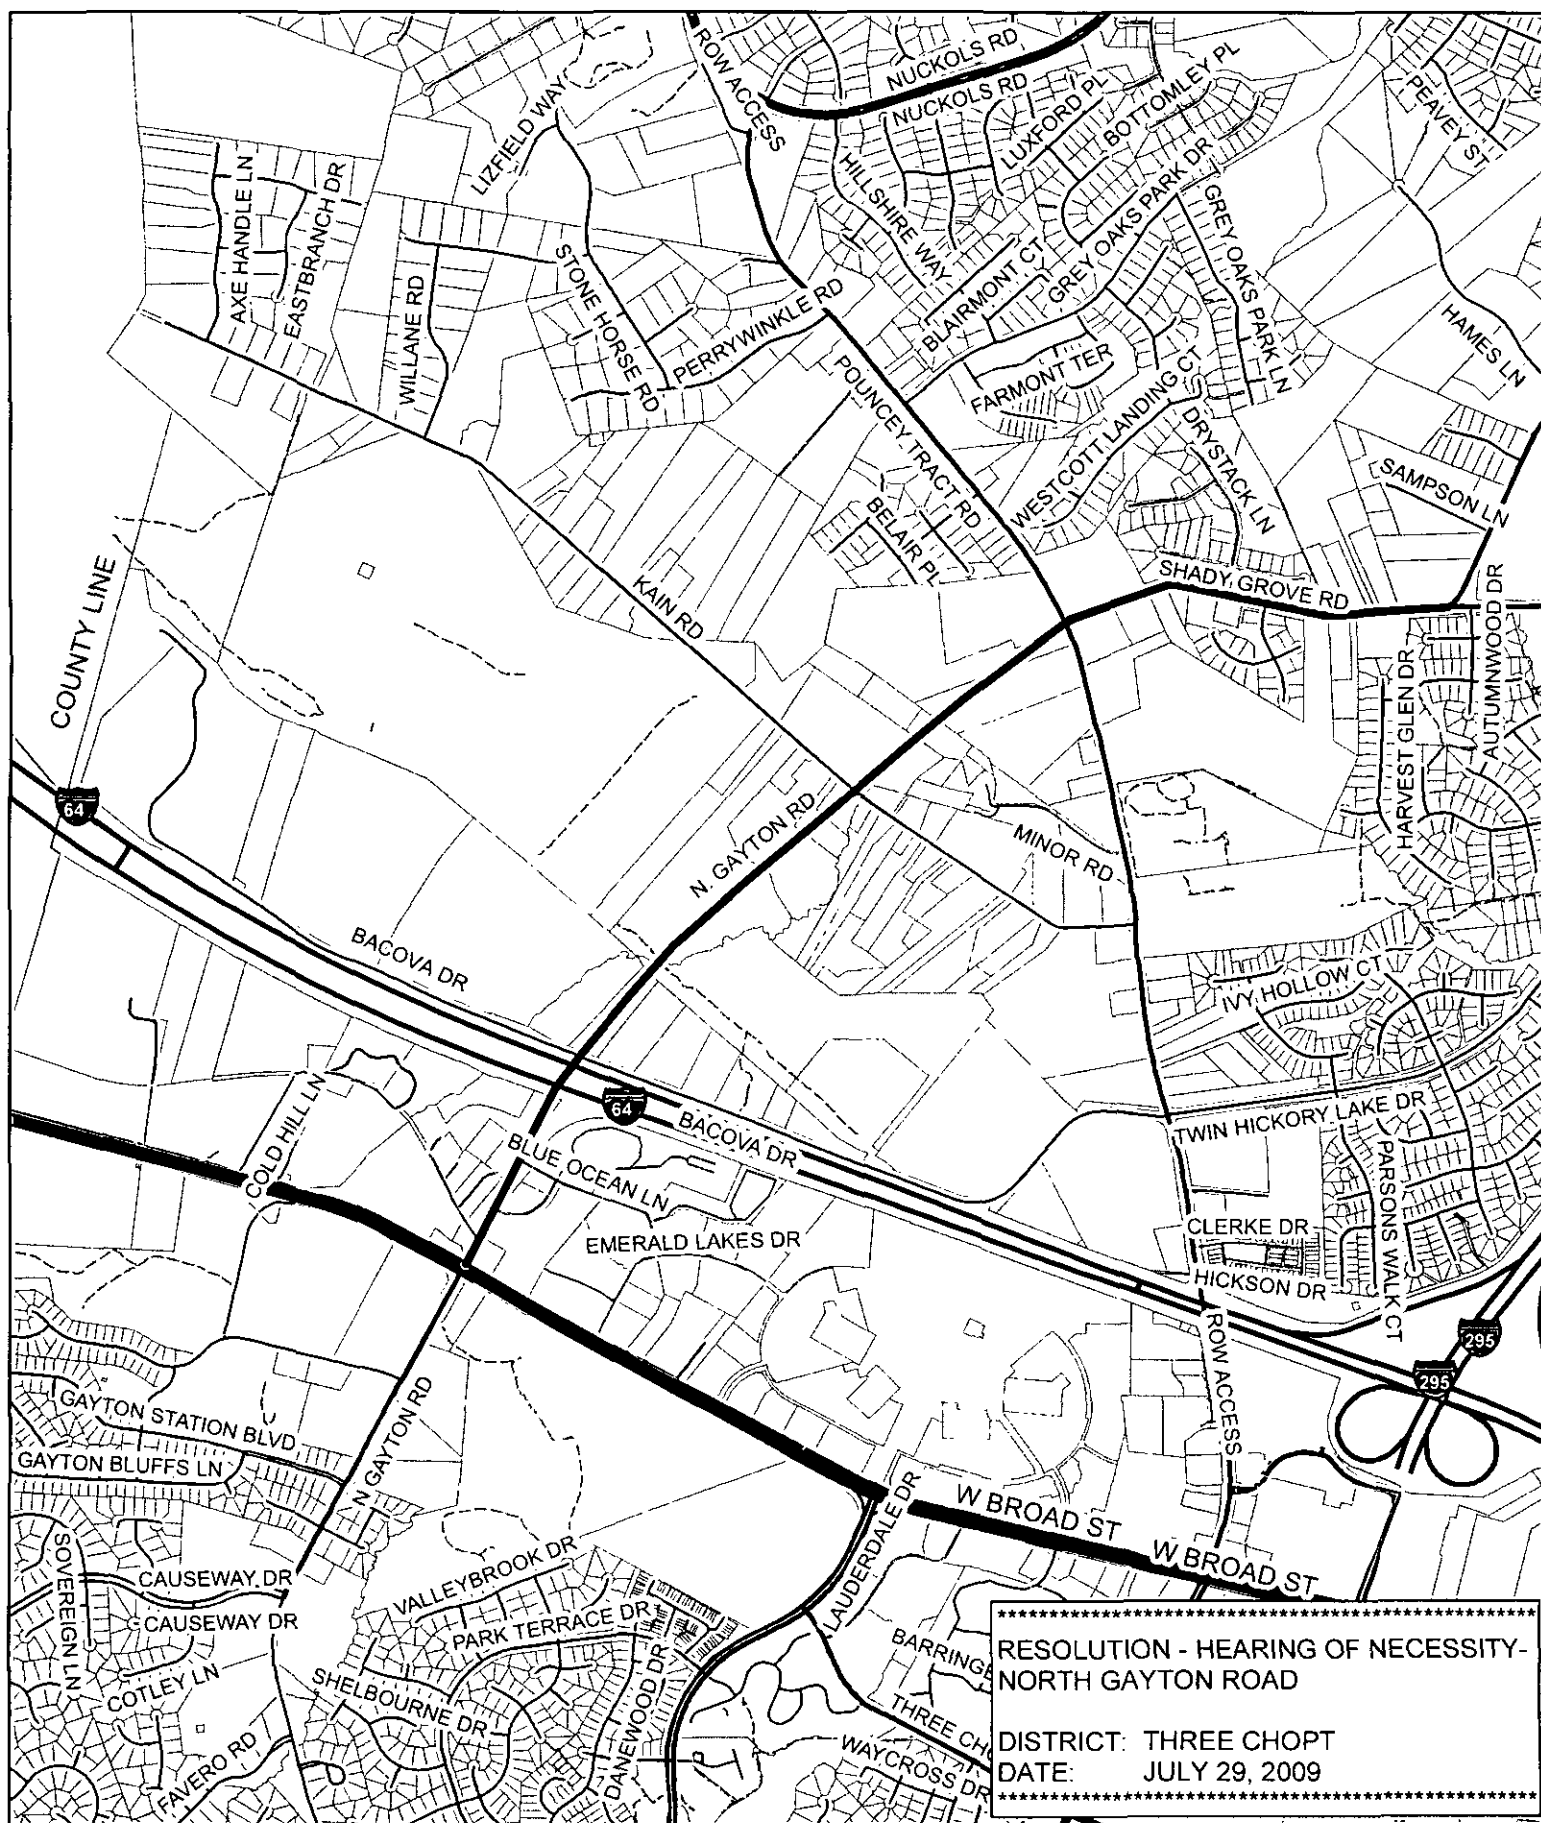 ROW ACCESS
NUCKOLS RD
NUCKOLS RD
LUXFORD PL
BOTTOMLEY PL
PEAVEY ST
LIZFIELD WAY
AXE HANDLE LN
EASTBRANCH DR
WILLANE RD
STONE HORSE RD
PERRYWINKLE RD
HILLSHIRE WAY
BLAIRMONT CT
GREY OAKS PARK DR
GREY OAKS PARK LN
HAMES LN
FARMONT TER
POUNCEY TRACT RD
WESTCOTT LANDING CT
DRYSTACK LN
SAMPSON LN
BELAIR PL
SHADY GROVE RD
KAIN RD
COUNTY LINE
HARVEST GLEN DR
AUTUMNWOOD DR
64
N. GAYTON RD
MINOR RD
BACOVA DR
IVY HOLLOW CT
COLD HILL LN
64
BACOVA DR
TWIN HICKORY LAKE DR
BLUE OCEAN LN
EMERALD LAKES DR
PARSONS WALK CT
CLERKE DR
HICKSON DR
ROW ACCESS
295
295
GAYTON STATION BLVD
GAYTON BLUFFS LN
N GAYTON RD
LAUDERDALE DR
W BROAD ST
W BROAD ST
SOVEREIGN LN
CAUSEWAY DR
CAUSEWAY DR
COTLEY LN
FAVERO RD
VALLEYBROOK DR
PARK TERRACE DR
SHELBOURNE DR
DANEWOOD DR
BARRINGE
THREE CHO
WAYCROSS DR
RESOLUTION - HEARING OF NECESSITY-
NORTH GAYTON ROAD
DISTRICT: THREE CHOPT
DATE: JULY 29, 2009